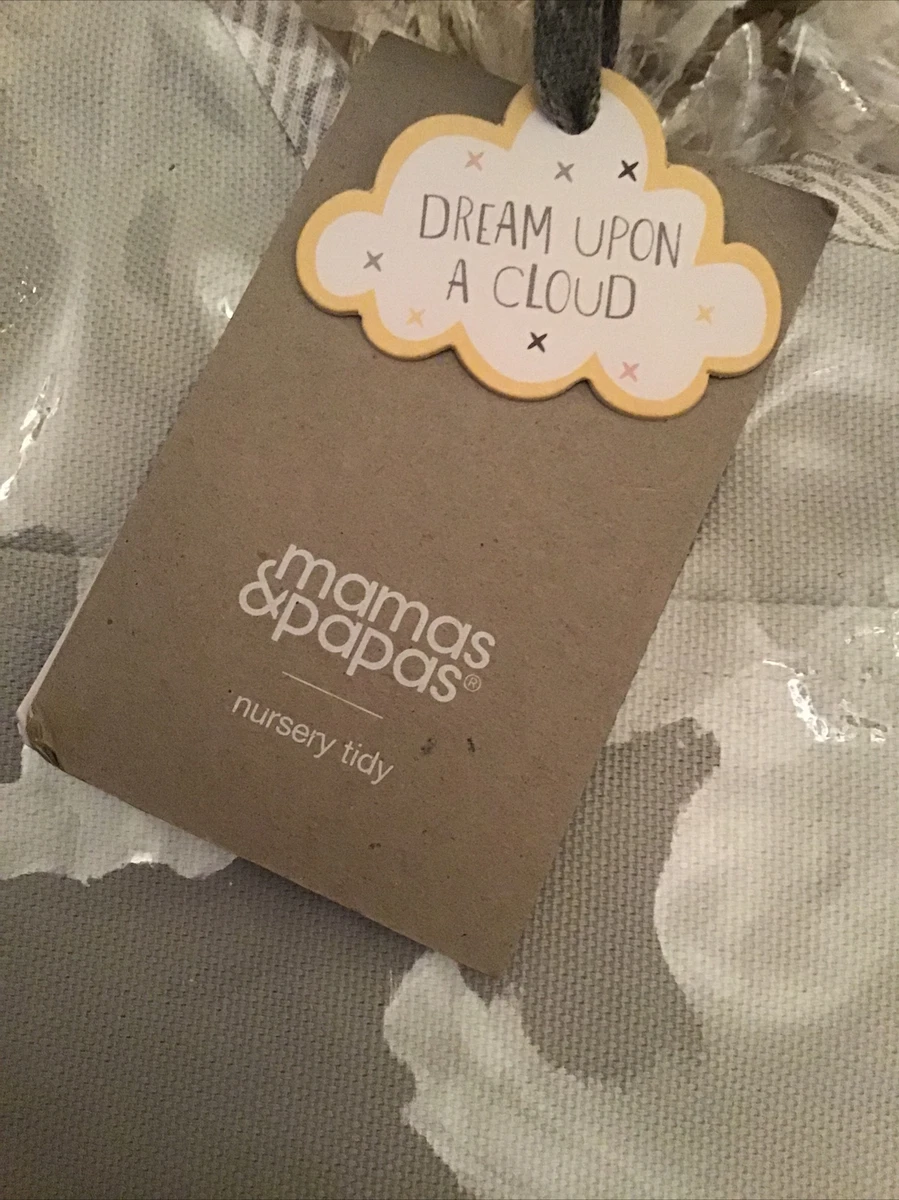 DREAM UPON
A CLOUD
mamas
&papas®
nursery tidy